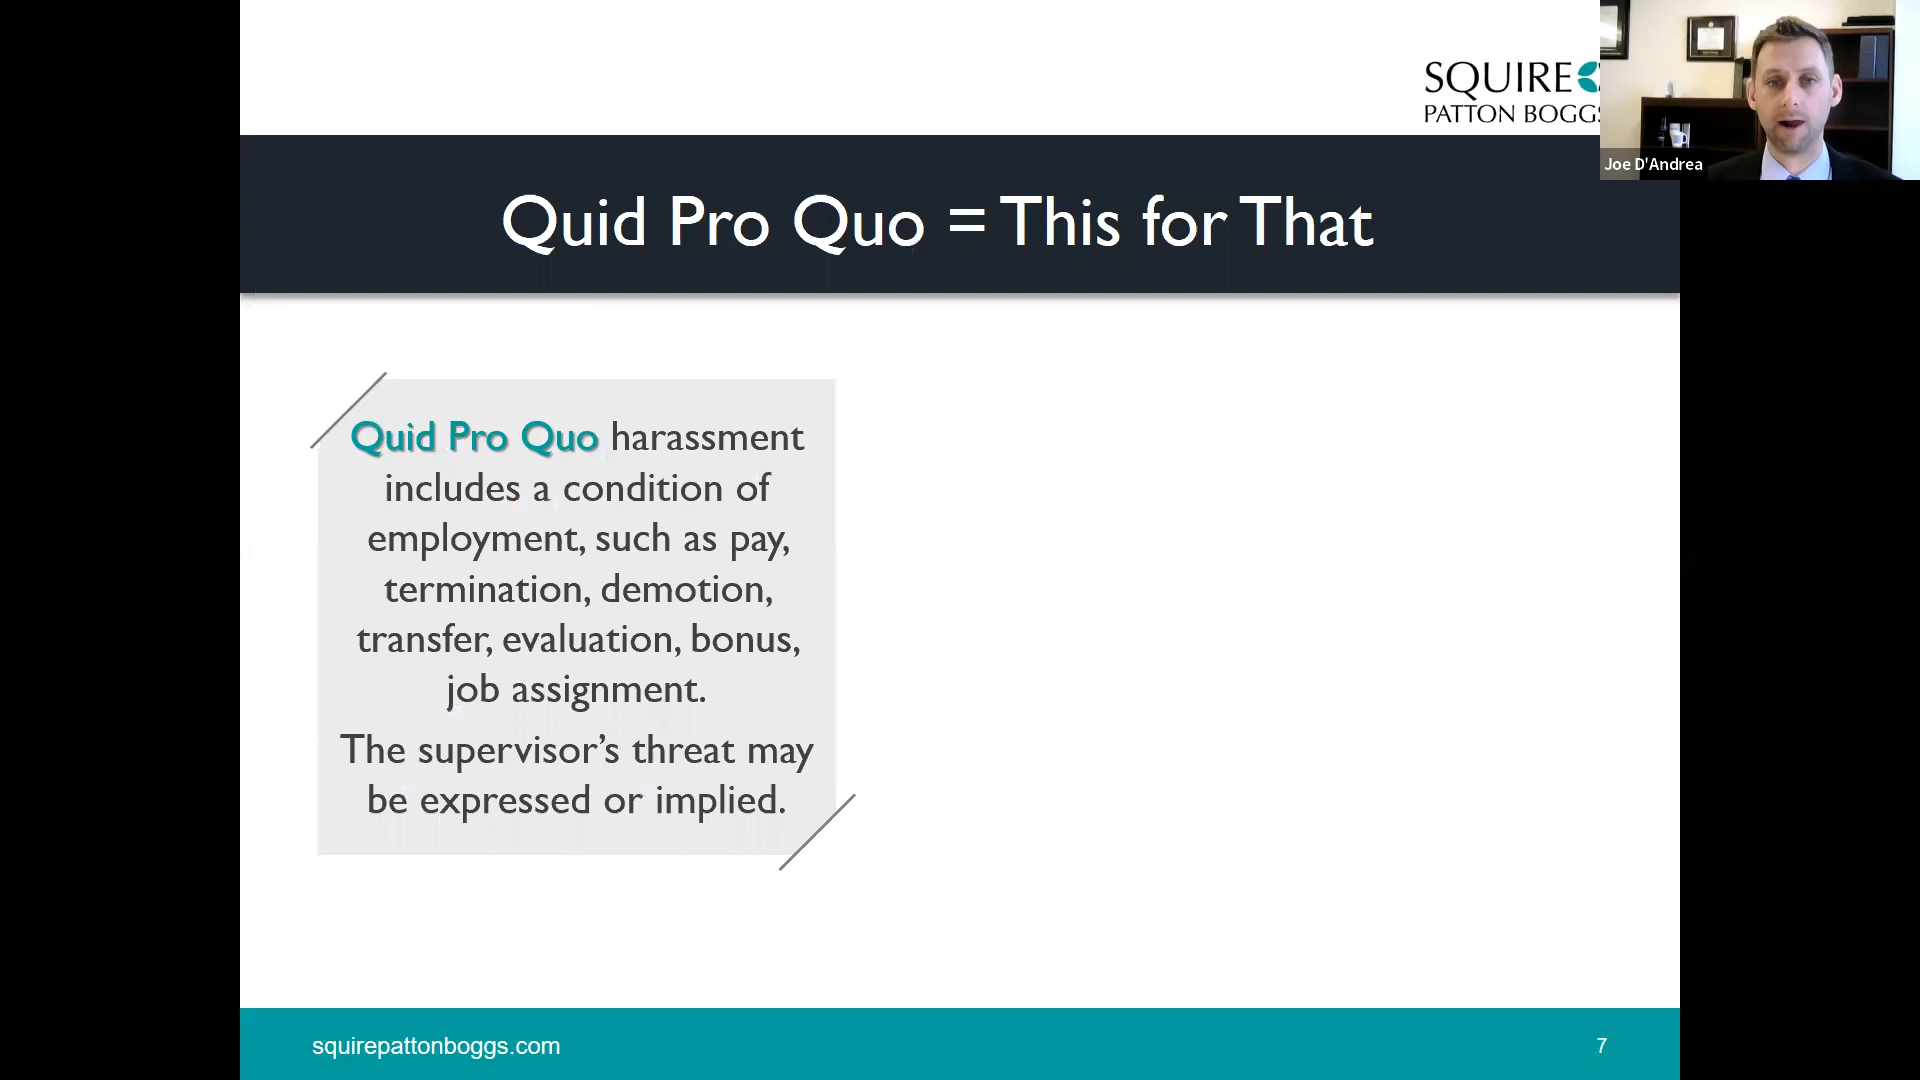 SQUIRE
PATTON BOGGS
Joe D'Andrea
Quid Pro Quo = This for That
Quid Pro Quo harassment
includes a condition of
employment, such as pay,
termination, demotion,
transfer, evaluation, bonus,
job assignment.
The supervisor’s threat may
be expressed or implied.
squirepattonboggs.com
7